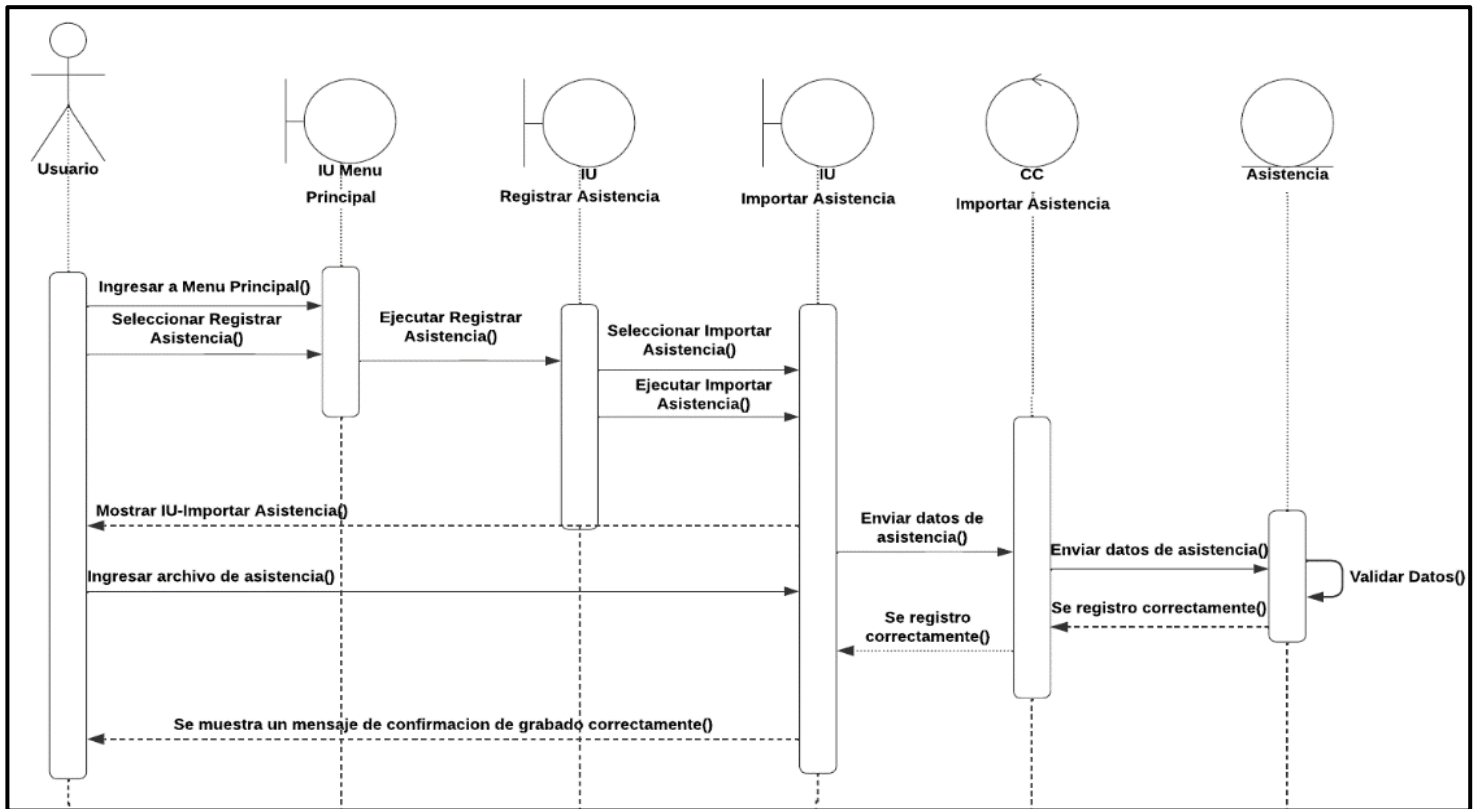 Usuario
IU Menu
Principal
IU
Registrar Asistencia
IU
Importar Asistencia
CC
Importar Asistencia
Asistencia
Ingresar a Menu Principal()
Seleccionar Registrar
Asistencia()
Ejecutar Registrar
Asistencia()
Seleccionar Importar
Asistencia()
Ejecutar Importar
Asistencia()
Mostrar IU-Importar Asistencia()
Enviar datos de
asistencia()
Enviar datos de asistencia()
Ingresar archivo de asistencia()
Validar Datos()
Se registro correctamente()
Se registro
correctamente()
Se muestra un mensaje de confirmacion de grabado correctamente()